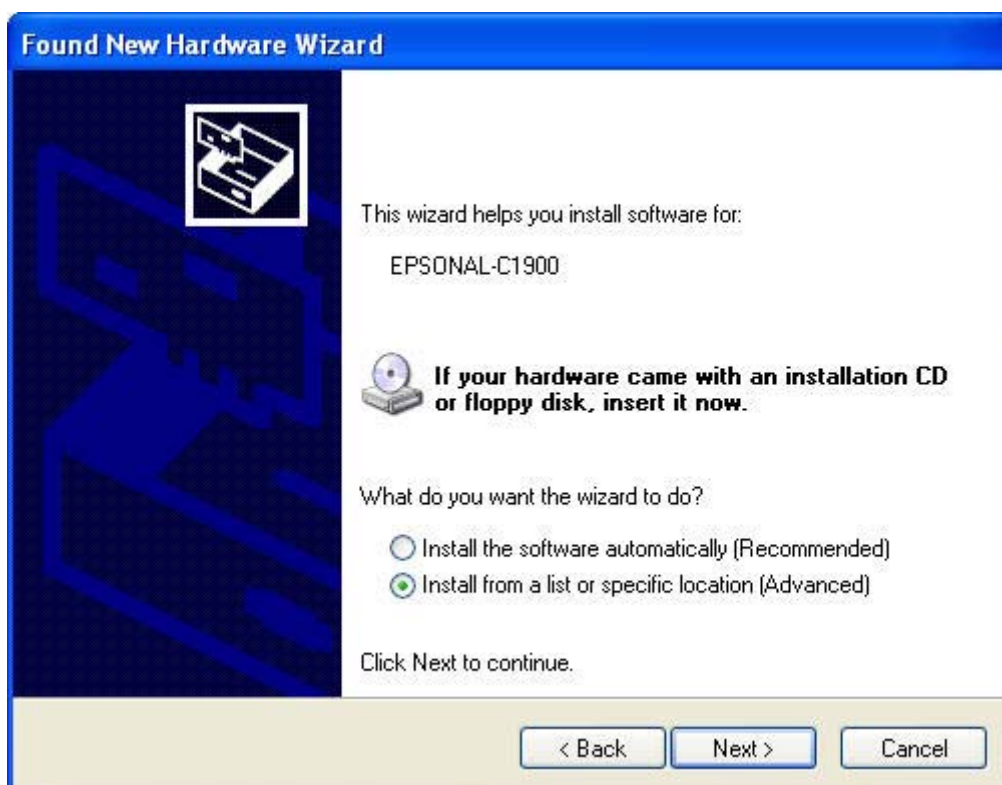 Found New Hardware Wizard
This wizard helps you install software for:
EPSONAL-C1900
If your hardware came with an installation CD
or floppy disk, insert it now.
What do you want the wizard to do?
Install the software automatically (Recommended)
Install from a list or specific location (Advanced)
Click Next to continue.
< Back
Next >
Cancel